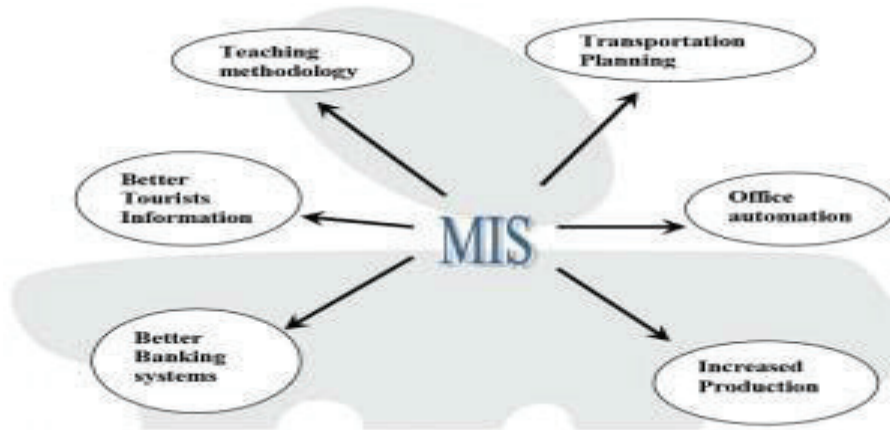 Teaching
methodology
Transportation
Planning
Better
Tourists
Information
MIS
Office
automation
Better
Banking
systems
Increased
Production